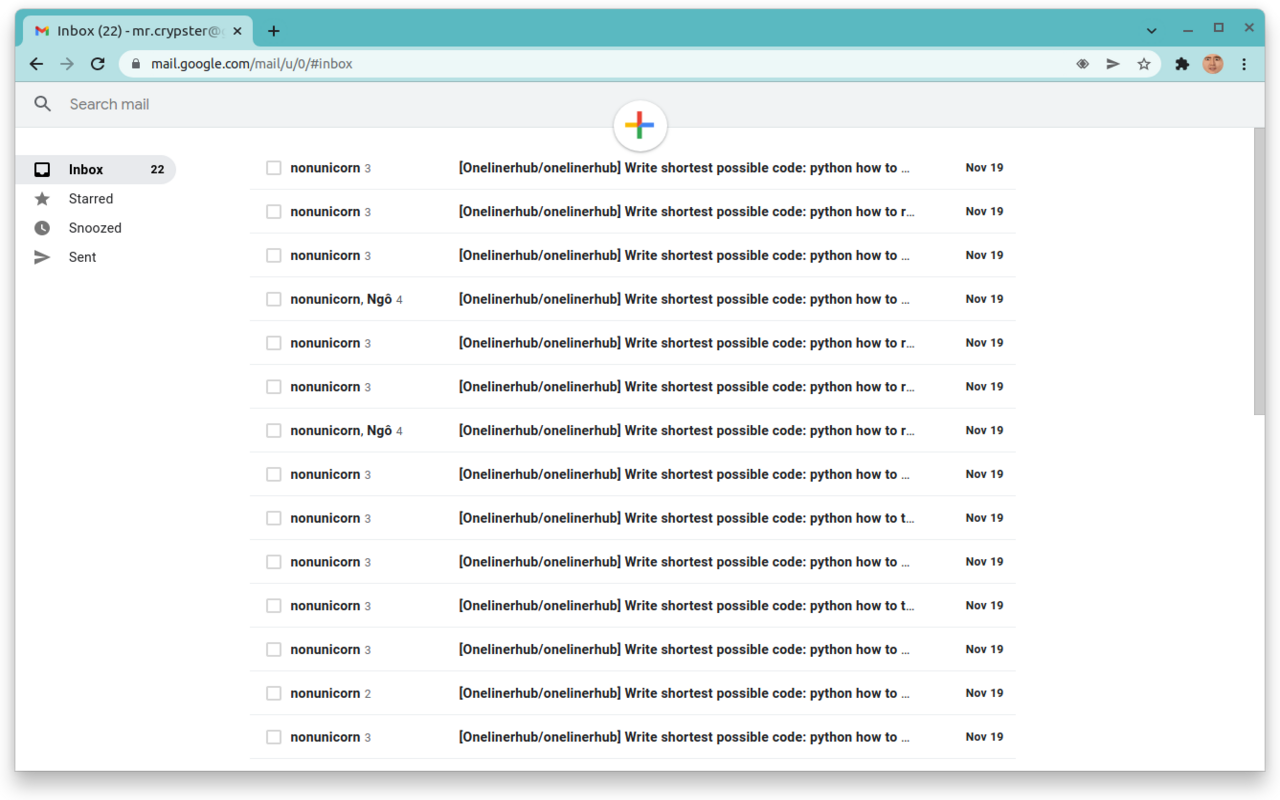 Inbox (22) - mr.crypster@
mail.google.com/mail/u/0/#inbox
Search mail
Inbox 22
Starred
Snoozed
Sent
nonunicorn 3 [Onelinerhub/onelinerhub] Write shortest possible code: python how to ... Nov 19
nonunicorn 3 [Onelinerhub/onelinerhub] Write shortest possible code: python how to r... Nov 19
nonunicorn 3 [Onelinerhub/onelinerhub] Write shortest possible code: python how to ... Nov 19
nonunicorn, Ngô 4 [Onelinerhub/onelinerhub] Write shortest possible code: python how to ... Nov 19
nonunicorn 3 [Onelinerhub/onelinerhub] Write shortest possible code: python how to r... Nov 19
nonunicorn 3 [Onelinerhub/onelinerhub] Write shortest possible code: python how to r... Nov 19
nonunicorn, Ngô 4 [Onelinerhub/onelinerhub] Write shortest possible code: python how to r... Nov 19
nonunicorn 3 [Onelinerhub/onelinerhub] Write shortest possible code: python how to ... Nov 19
nonunicorn 3 [Onelinerhub/onelinerhub] Write shortest possible code: python how to t... Nov 19
nonunicorn 3 [Onelinerhub/onelinerhub] Write shortest possible code: python how to ... Nov 19
nonunicorn 3 [Onelinerhub/onelinerhub] Write shortest possible code: python how to t... Nov 19
nonunicorn 3 [Onelinerhub/onelinerhub] Write shortest possible code: python how to ... Nov 19
nonunicorn 2 [Onelinerhub/onelinerhub] Write shortest possible code: python how to ... Nov 19
nonunicorn 3 [Onelinerhub/onelinerhub] Write shortest possible code: python how to ... Nov 19